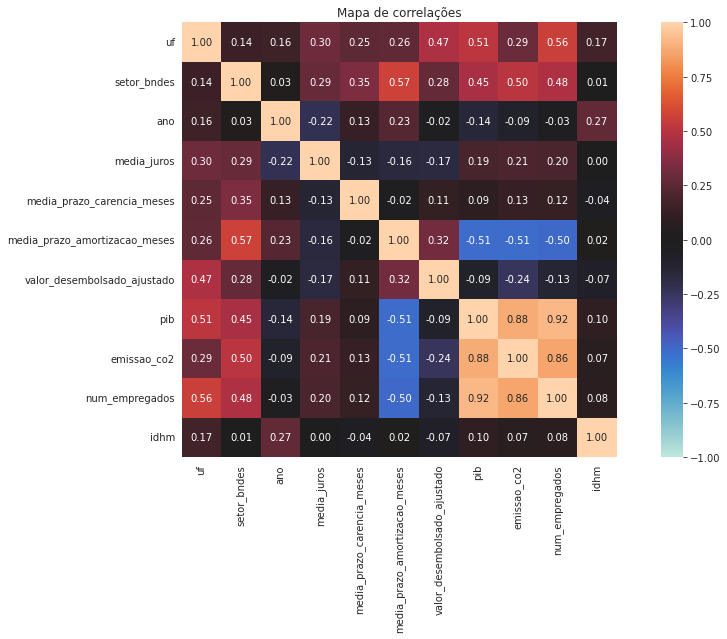 Mapa de correlações
uf 1.00 0.14 0.16 0.30 0.25 0.26 0.47 0.51 0.29 0.56 0.17
setor_bndes 0.14 1.00 0.03 0.29 0.35 0.57 0.28 0.45 0.50 0.48 0.01
ano 0.16 0.03 1.00 -0.22 0.13 0.23 -0.02 -0.14 -0.09 -0.03 0.27
media_juros 0.30 0.29 -0.22 1.00 -0.13 -0.16 -0.17 0.19 0.21 0.20 0.00
media_prazo_carencia_meses 0.25 0.35 0.13 -0.13 1.00 -0.02 0.11 0.09 0.13 0.12 -0.04
media_prazo_amortizacao_meses 0.26 0.57 0.23 -0.16 -0.02 1.00 0.32 -0.51 -0.51 -0.50 0.02
valor_desembolsado_ajustado 0.47 0.28 -0.02 -0.17 0.11 0.32 1.00 -0.09 -0.24 -0.13 -0.07
pib 0.51 0.45 -0.14 0.19 0.09 -0.51 -0.09 1.00 0.88 0.92 0.10
emissao_co2 0.29 0.50 -0.09 0.21 0.13 -0.51 -0.24 0.88 1.00 0.86 0.07
num_empregados 0.56 0.48 -0.03 0.20 0.12 -0.50 -0.13 0.92 0.86 1.00 0.08
idhm 0.17 0.01 0.27 0.00 -0.04 0.02 -0.07 0.10 0.07 0.08 1.00
uf
setor_bndes
ano
media_juros
media_prazo_carencia_meses
media_prazo_amortizacao_meses
valor_desembolsado_ajustado
pib
emissao_co2
num_empregados
idhm
1.00
0.75
0.50
0.25
0.00
-0.25
-0.50
-0.75
-1.00